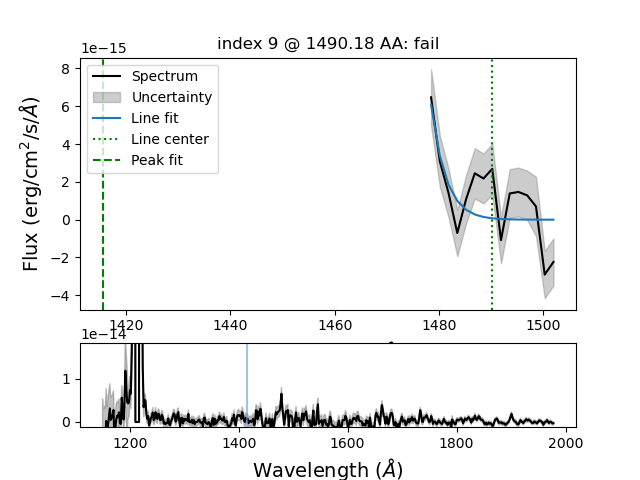 index 9 @ 1490.18 AA: fail
1e−15
Spectrum
Uncertainty
Line fit
Line center
Peak fit
Flux (erg/cm²/s/Å)
8
6
4
2
0
−2
−4
1420 1440 1460 1480 1500
1e−14
1
0
1200 1400 1600 1800 2000
Wavelength (Å)